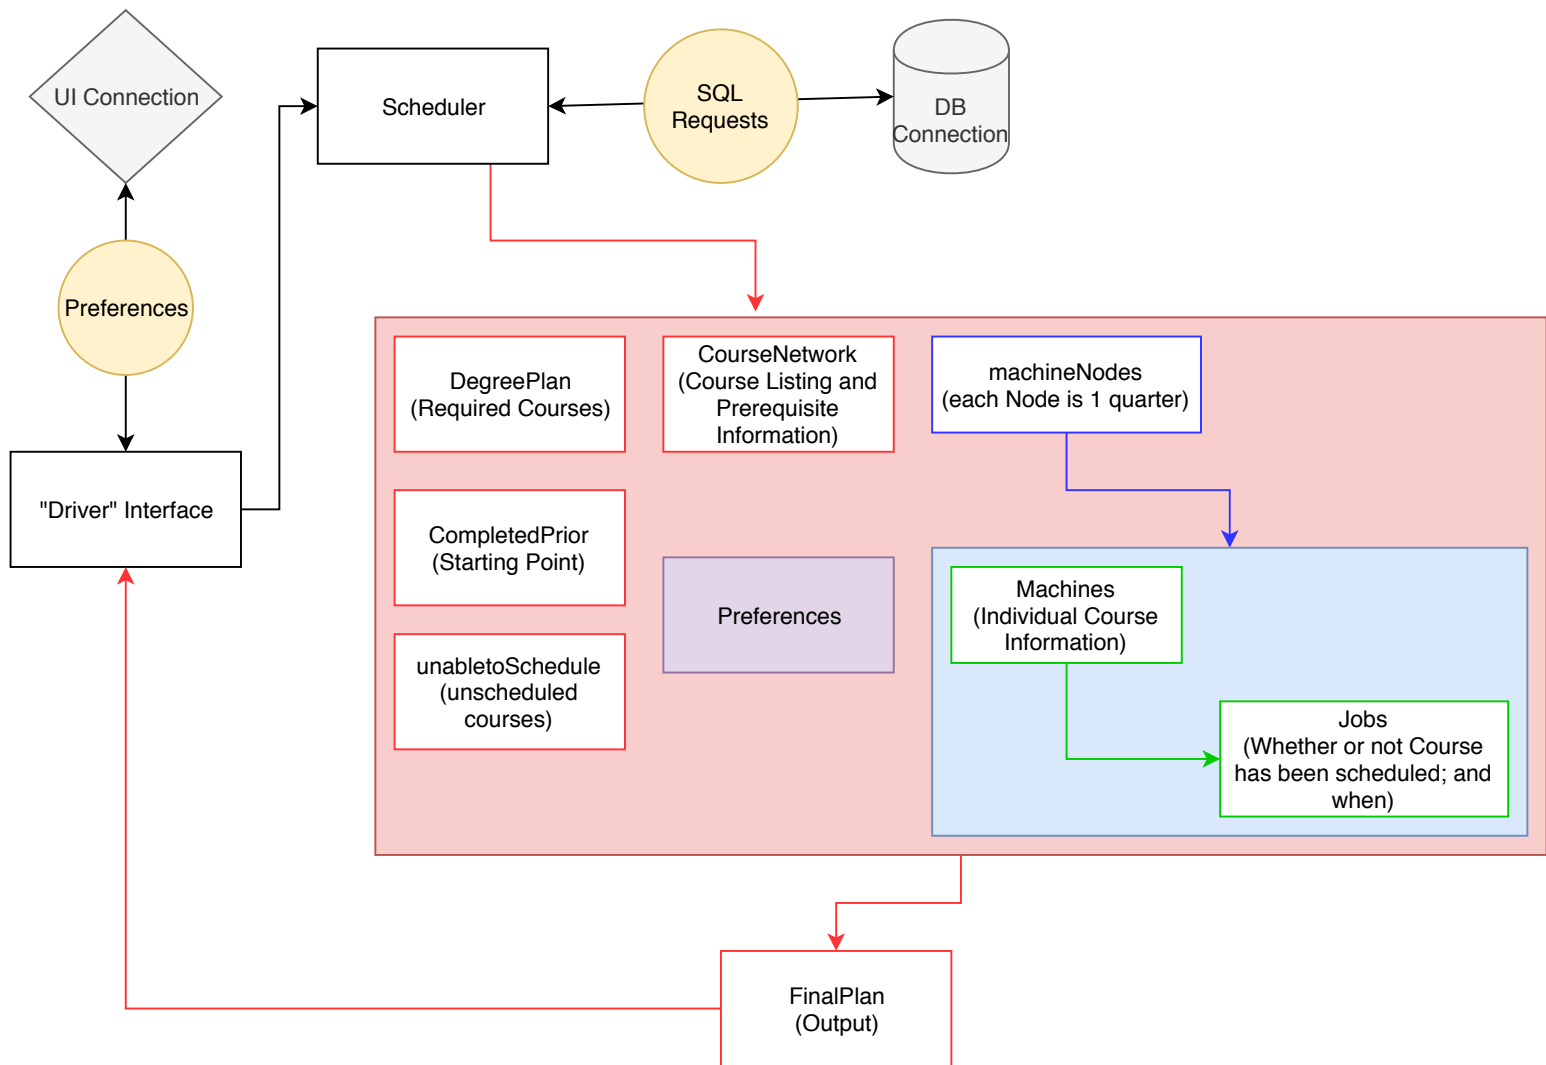 UI Connection
Scheduler
SQL
Requests
DB
Connection
Preferences
"Driver" Interface
DegreePlan
(Required Courses)
CourseNetwork
(Course Listing and
Prerequisite
Information)
machineNodes
(each Node is 1 quarter)
CompletedPrior
(Starting Point)
Preferences
Machines
(Individual Course
Information)
unabletoSchedule
(unscheduled
courses)
Jobs
(Whether or not Course
has been scheduled; and
when)
FinalPlan
(Output)